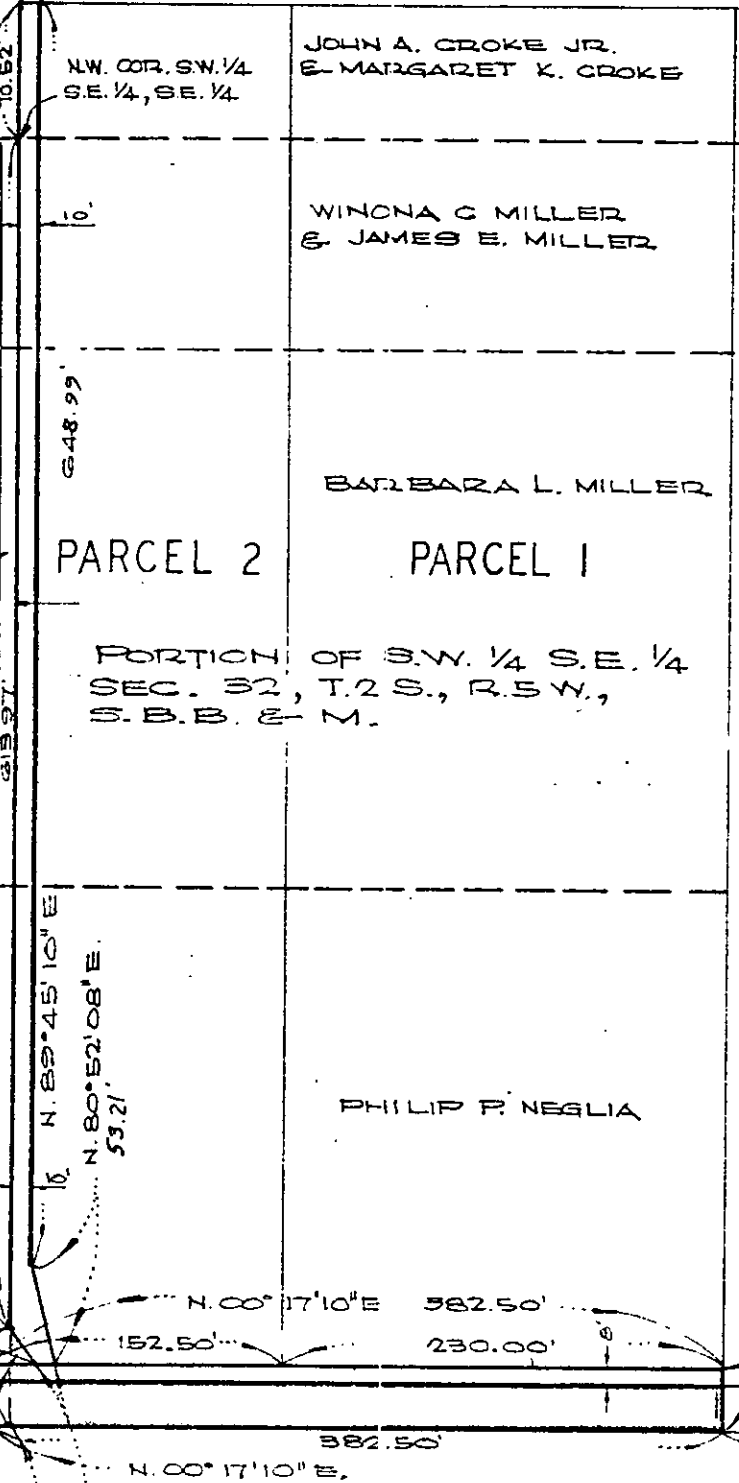 10.52'
N.W. COR. S.W. 1/4
S.E. 1/4, S.E. 1/4
JOHN A. CROKE JR.
& MARGARET K. CROKE
10'
WINONA C MILLER
& JAMES E. MILLER
648.99'
BARBARA L. MILLER
PARCEL 2
PARCEL 1
PORTION OF S.W. 1/4 S.E. 1/4
SEC. 32, T.2 S., R.5 W.,
S.B.B. & M.
N. 89°45'10"E
N. 80°52'08"E.
53.21'
PHILIP P. NEGLIA
N. 00°17'10"E 382.50'
152.50'
230.00'
8
382.50'
N. 00°17'10"E.